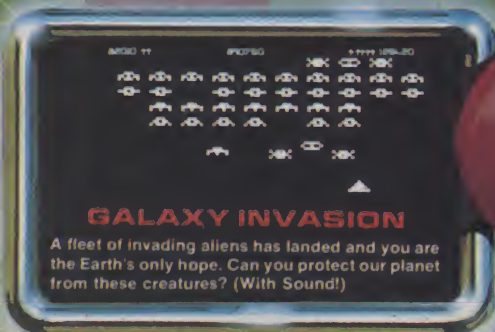 GALAXY INVASION
A fleet of invading aliens has landed and you are
the Earth's only hope. Can you protect our planet
from these creatures? (With Sound!)